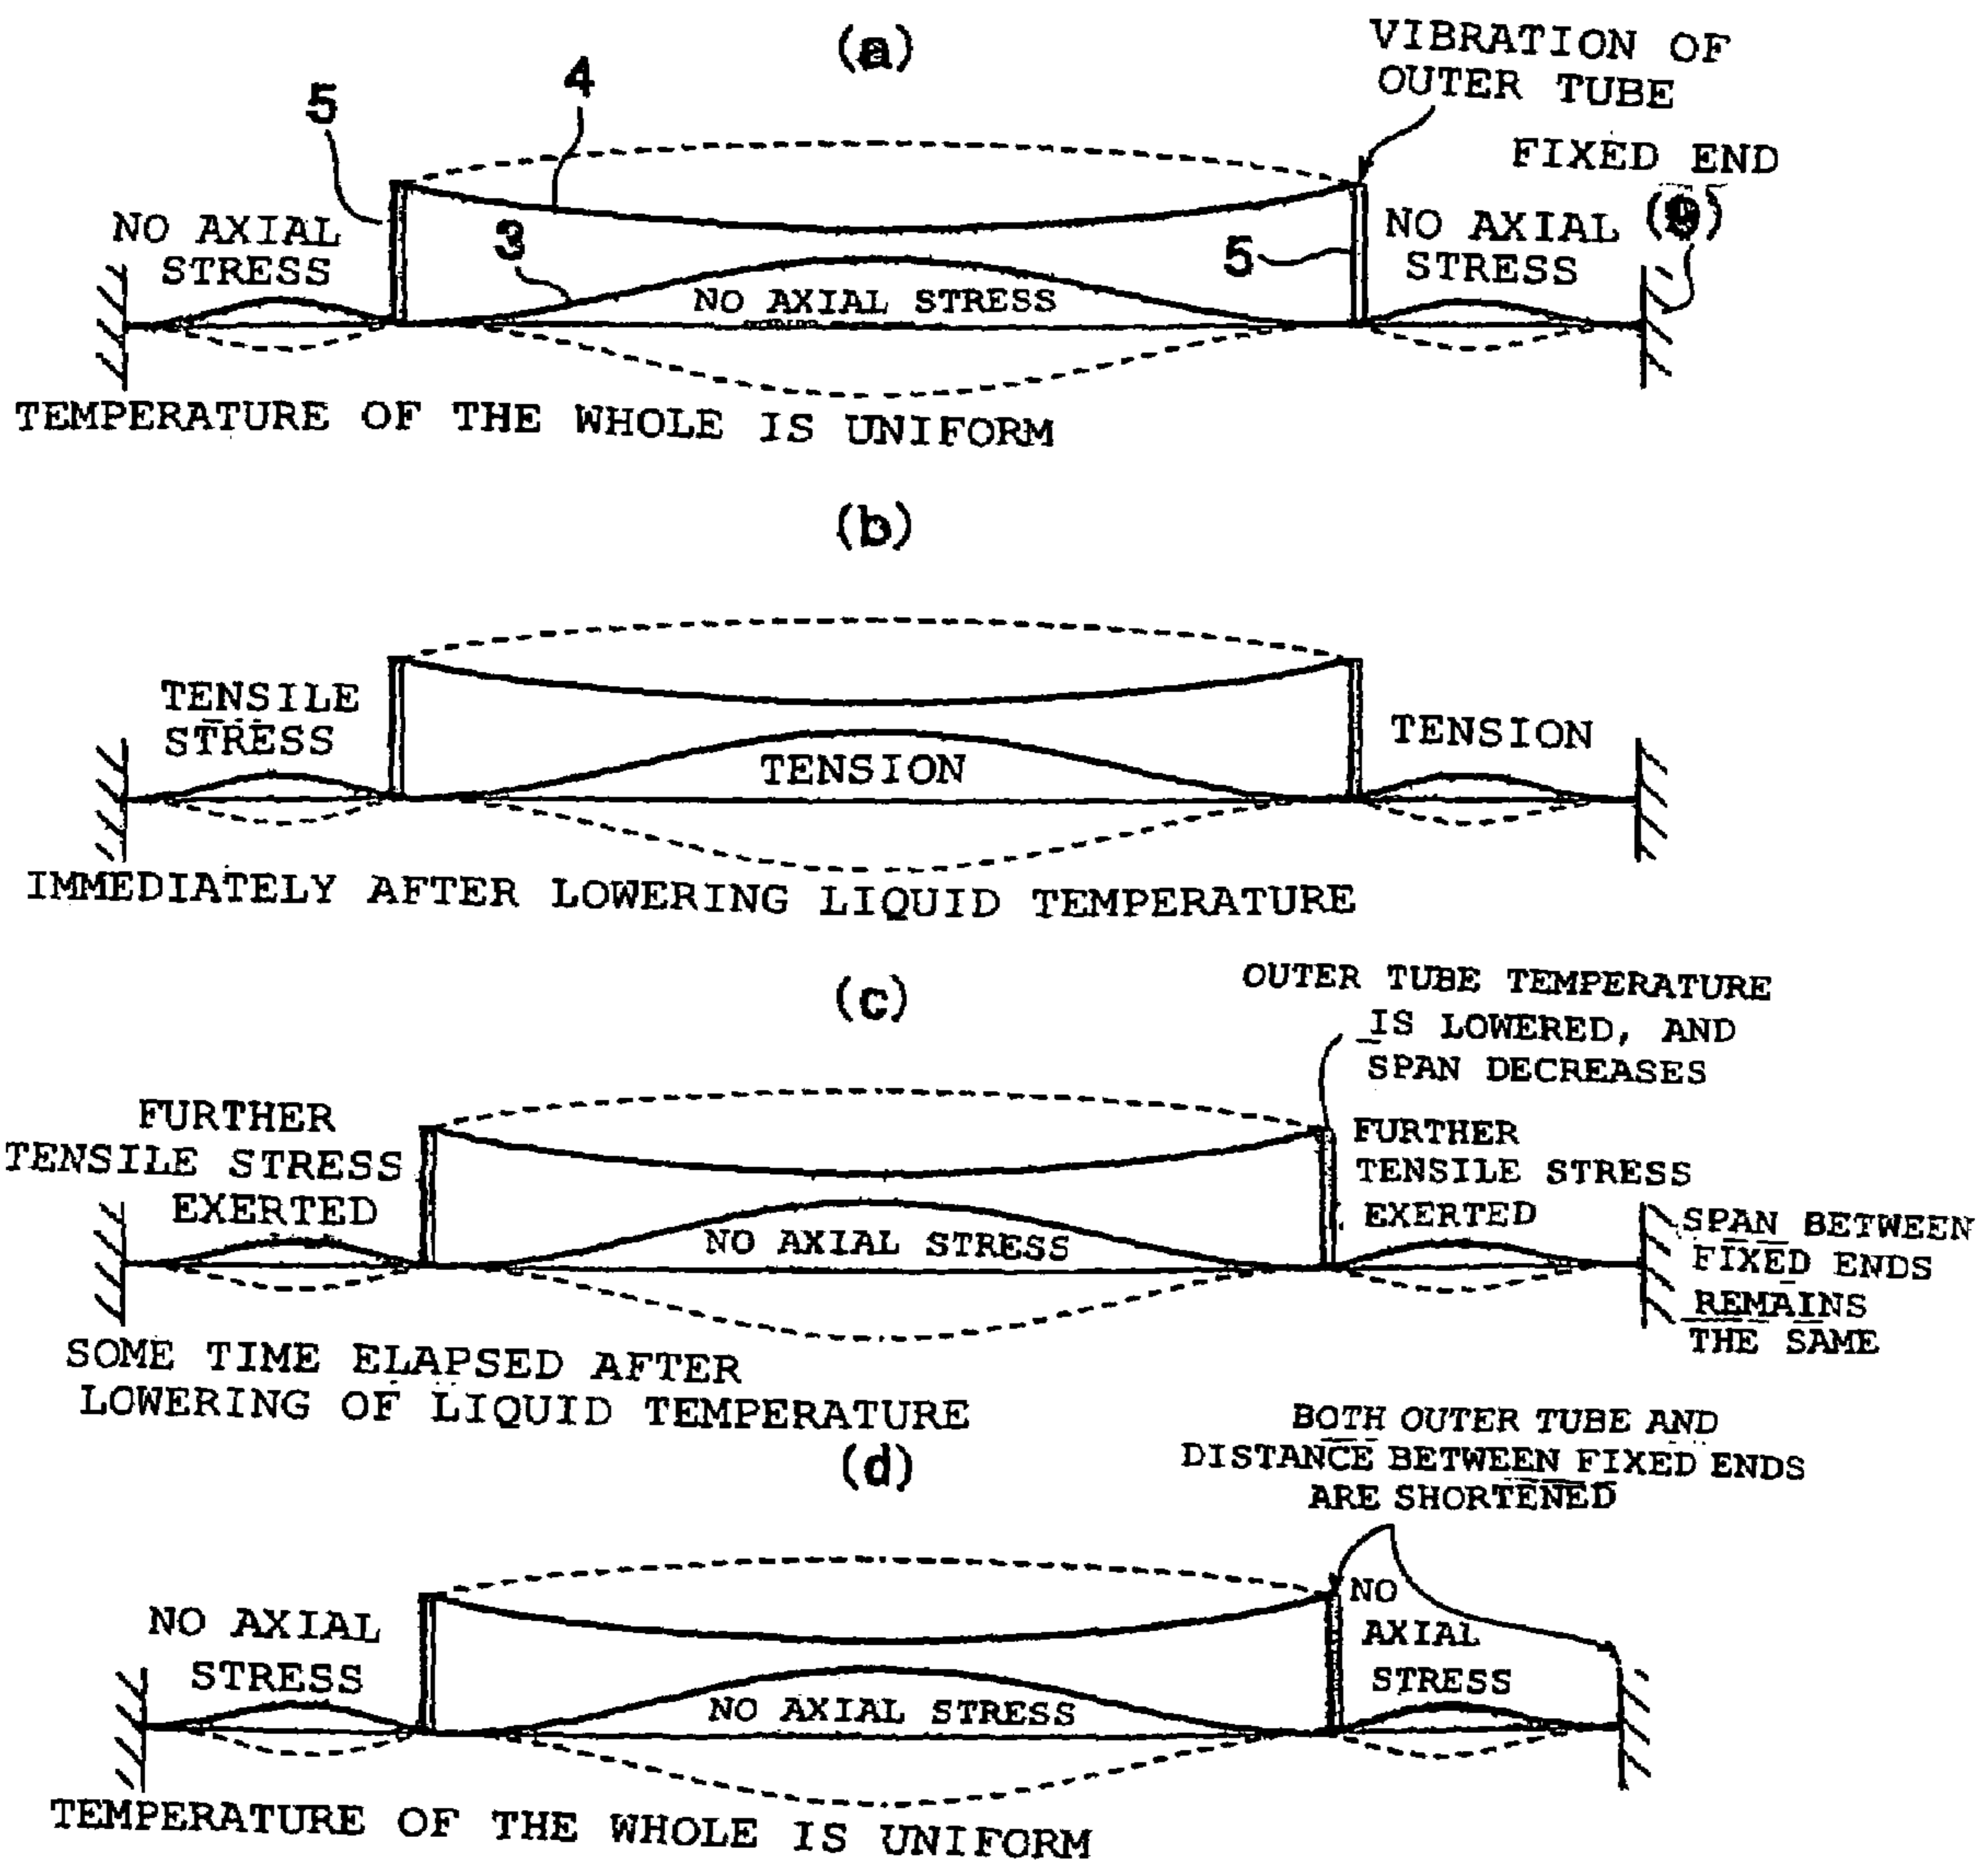 (a)
VIBRATION OF
OUTER TUBE
5
4
FIXED END
(9)
NO AXIAL
STRESS
3
NO AXIAL STRESS
5
NO AXIAL
STRESS
TEMPERATURE OF THE WHOLE IS UNIFORM
(b)
TENSILE
STRESS
TENSION
TENSION
IMMEDIATELY AFTER LOWERING LIQUID TEMPERATURE
(c)
OUTER TUBE TEMPERATURE
IS LOWERED, AND
SPAN DECREASES
FURTHER
TENSILE STRESS
EXERTED
NO AXIAL STRESS
FURTHER
TENSILE STRESS
EXERTED
SPAN BETWEEN
FIXED ENDS
REMAINS
THE SAME
SOME TIME ELAPSED AFTER
LOWERING OF LIQUID TEMPERATURE
(d)
BOTH OUTER TUBE AND
DISTANCE BETWEEN FIXED ENDS
ARE SHORTENED
NO AXIAL
STRESS
NO AXIAL STRESS
NO
AXIAL
STRESS
TEMPERATURE OF THE WHOLE IS UNIFORM